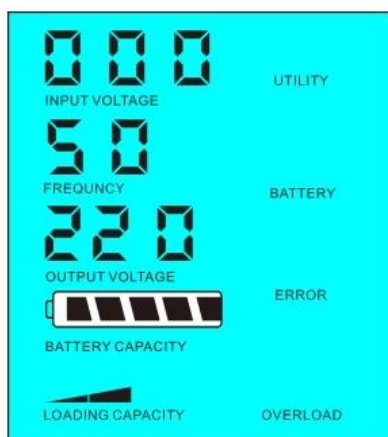 000
UTILITY
INPUT VOLTAGE
50
FREQUNCY
BATTERY
220
OUTPUT VOLTAGE
ERROR
BATTERY CAPACITY
LOADING CAPACITY
OVERLOAD